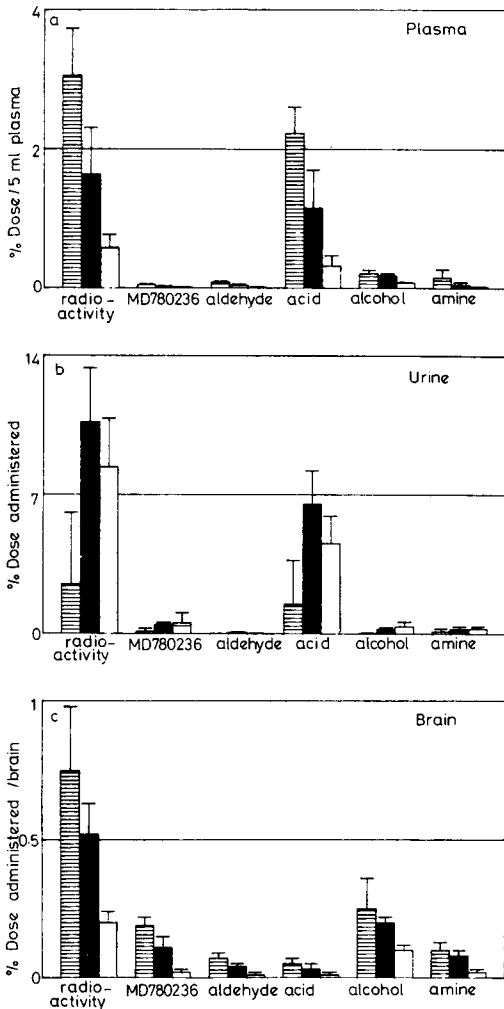 a
Plasma
% Dose / 5 ml plasma
4
2
0
radio-
activity
MD780236
aldehyde
acid
alcohol
amine
b
Urine
% Dose administered
14
7
0
radio-
activity
MD780236
aldehyde
acid
alcohol
amine
c
Brain
% Dose administered /brain
1
0.5
0
radio-
activity
MD780236
aldehyde
acid
alcohol
amine